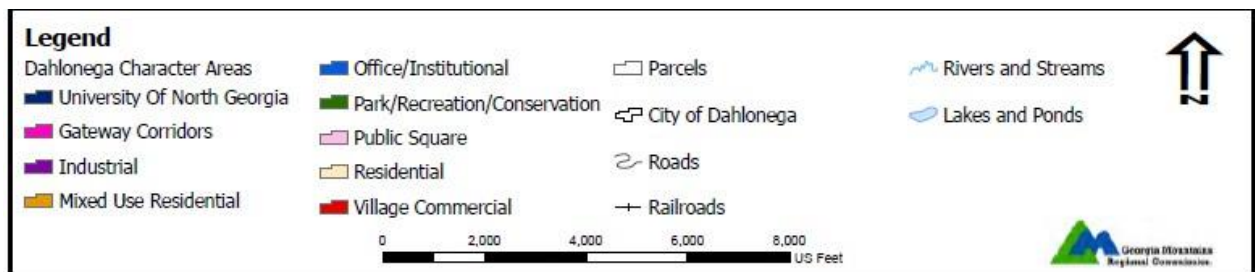 Legend
Dahlonega Character Areas
University Of North Georgia
Gateway Corridors
Industrial
Mixed Use Residential
Office/Institutional
Park/Recreation/Conservation
Public Square
Residential
Village Commercial
Parcels
City of Dahlonega
Roads
Railroads
Rivers and Streams
Lakes and Ponds
N
0 2,000 4,000 6,000 8,000
US Feet
Georgia Mountains
Regional Commission